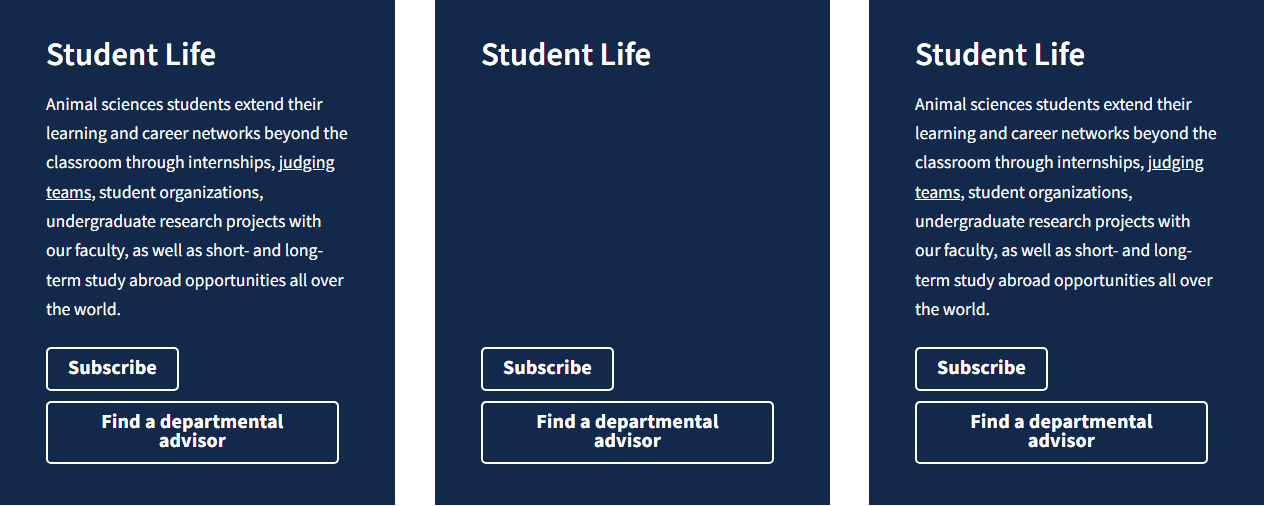 Student Life
Animal sciences students extend their
learning and career networks beyond the
classroom through internships, judging
teams, student organizations,
undergraduate research projects with
our faculty, as well as short- and long-
term study abroad opportunities all over
the world.
Subscribe
Find a departmental
advisor
Student Life
Subscribe
Find a departmental
advisor
Student Life
Animal sciences students extend their
learning and career networks beyond the
classroom through internships, judging
teams, student organizations,
undergraduate research projects with
our faculty, as well as short- and long-
term study abroad opportunities all over
the world.
Subscribe
Find a departmental
advisor